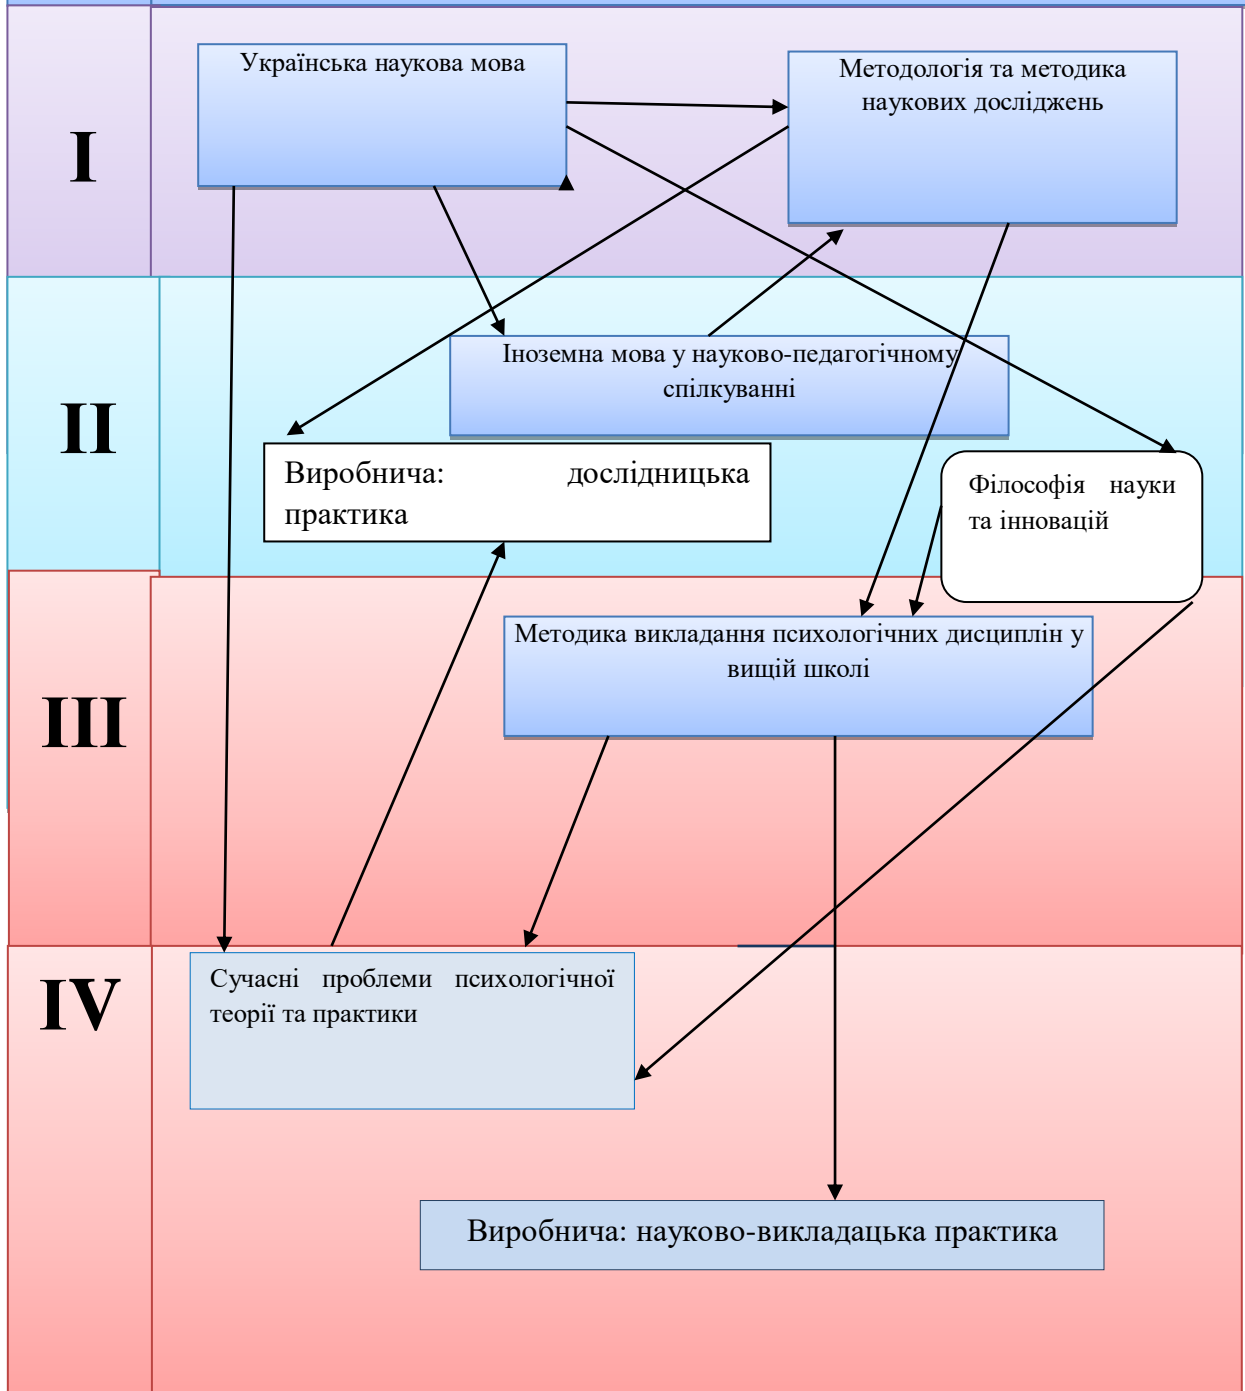 I
Українська наукова мова
Методологія та методика
наукових досліджень
II
Іноземна мова у науково-педагогічному
спілкуванні
Виробнича: дослідницька
практика
Філософія науки
та інновацій
III
Методика викладання психологічних дисциплін у
вищій школі
IV
Сучасні проблеми психологічної
теорії та практики
Виробнича: науково-викладацька практика